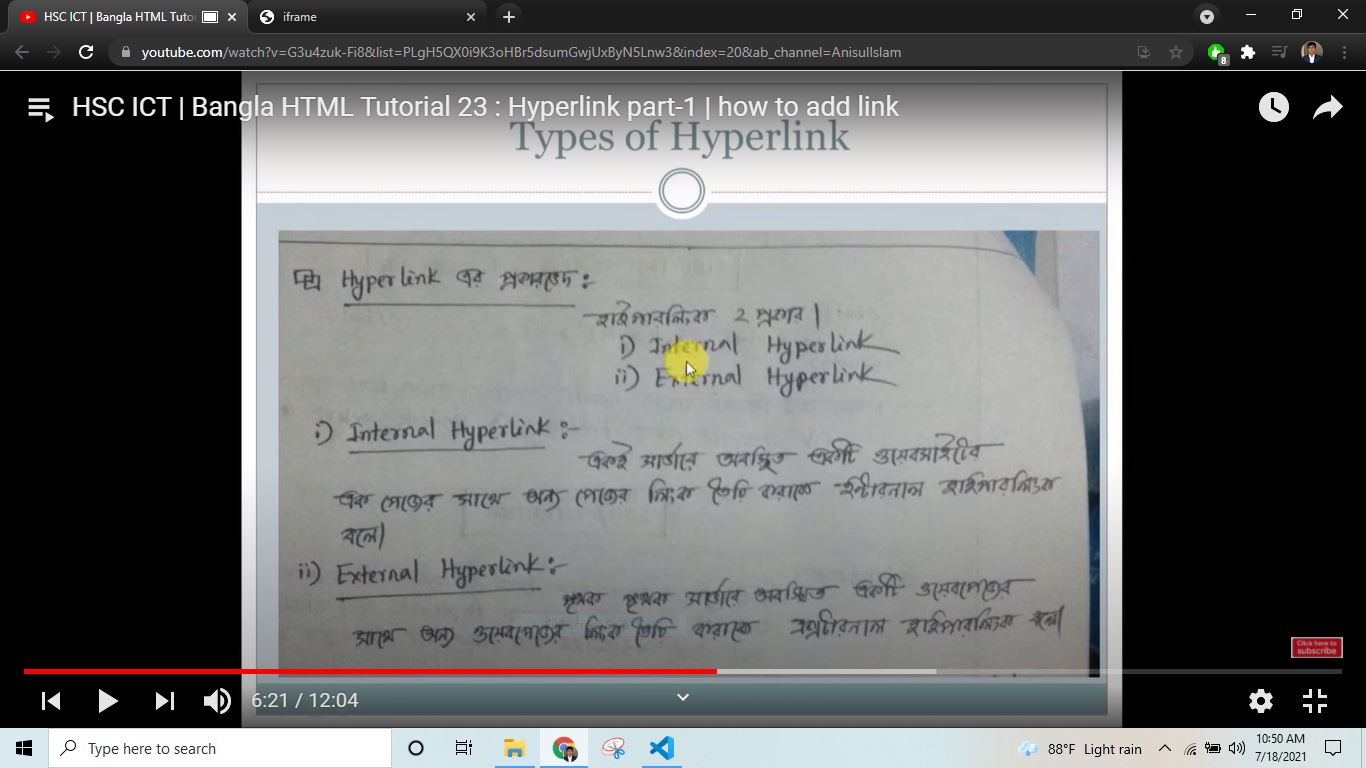 HSC ICT | Bangla HTML Tutor
iframe
youtube.com/watch?v=G3u4zuk-Fi8&list=PLgH5QX0i9K3oHBr5dsumGwjUxByN5Lnw3&index=20&ab_channel=AnisulIslam
8
HSC ICT | Bangla HTML Tutorial 23 : Hyperlink part-1 | how to add link
Types of Hyperlink
Hyperlink এর প্রকারভেদ :
হাইপারলিংক ২ প্রকার।
i) Internal Hyperlink
ii) External Hyperlink
i) Internal Hyperlink :-
একই সার্ভারে অবস্থিত একটি ওয়েবসাইটের
এক পেজের সাথে অন্য পেজের লিংক তৈরি করাকে ইন্টারনাল হাইপারলিংক
বলে।
ii) External Hyperlink :-
পৃথক পৃথক সার্ভারে অবস্থিত একটি ওয়েবপেজের
সাথে অন্য ওয়েবপেজের লিংক তৈরি করাকে এক্সটারনাল হাইপারলিংক বলে।
Click here to
subscribe
6:21 / 12:04
Type here to search
88°F Light rain
10:50 AM
7/18/2021